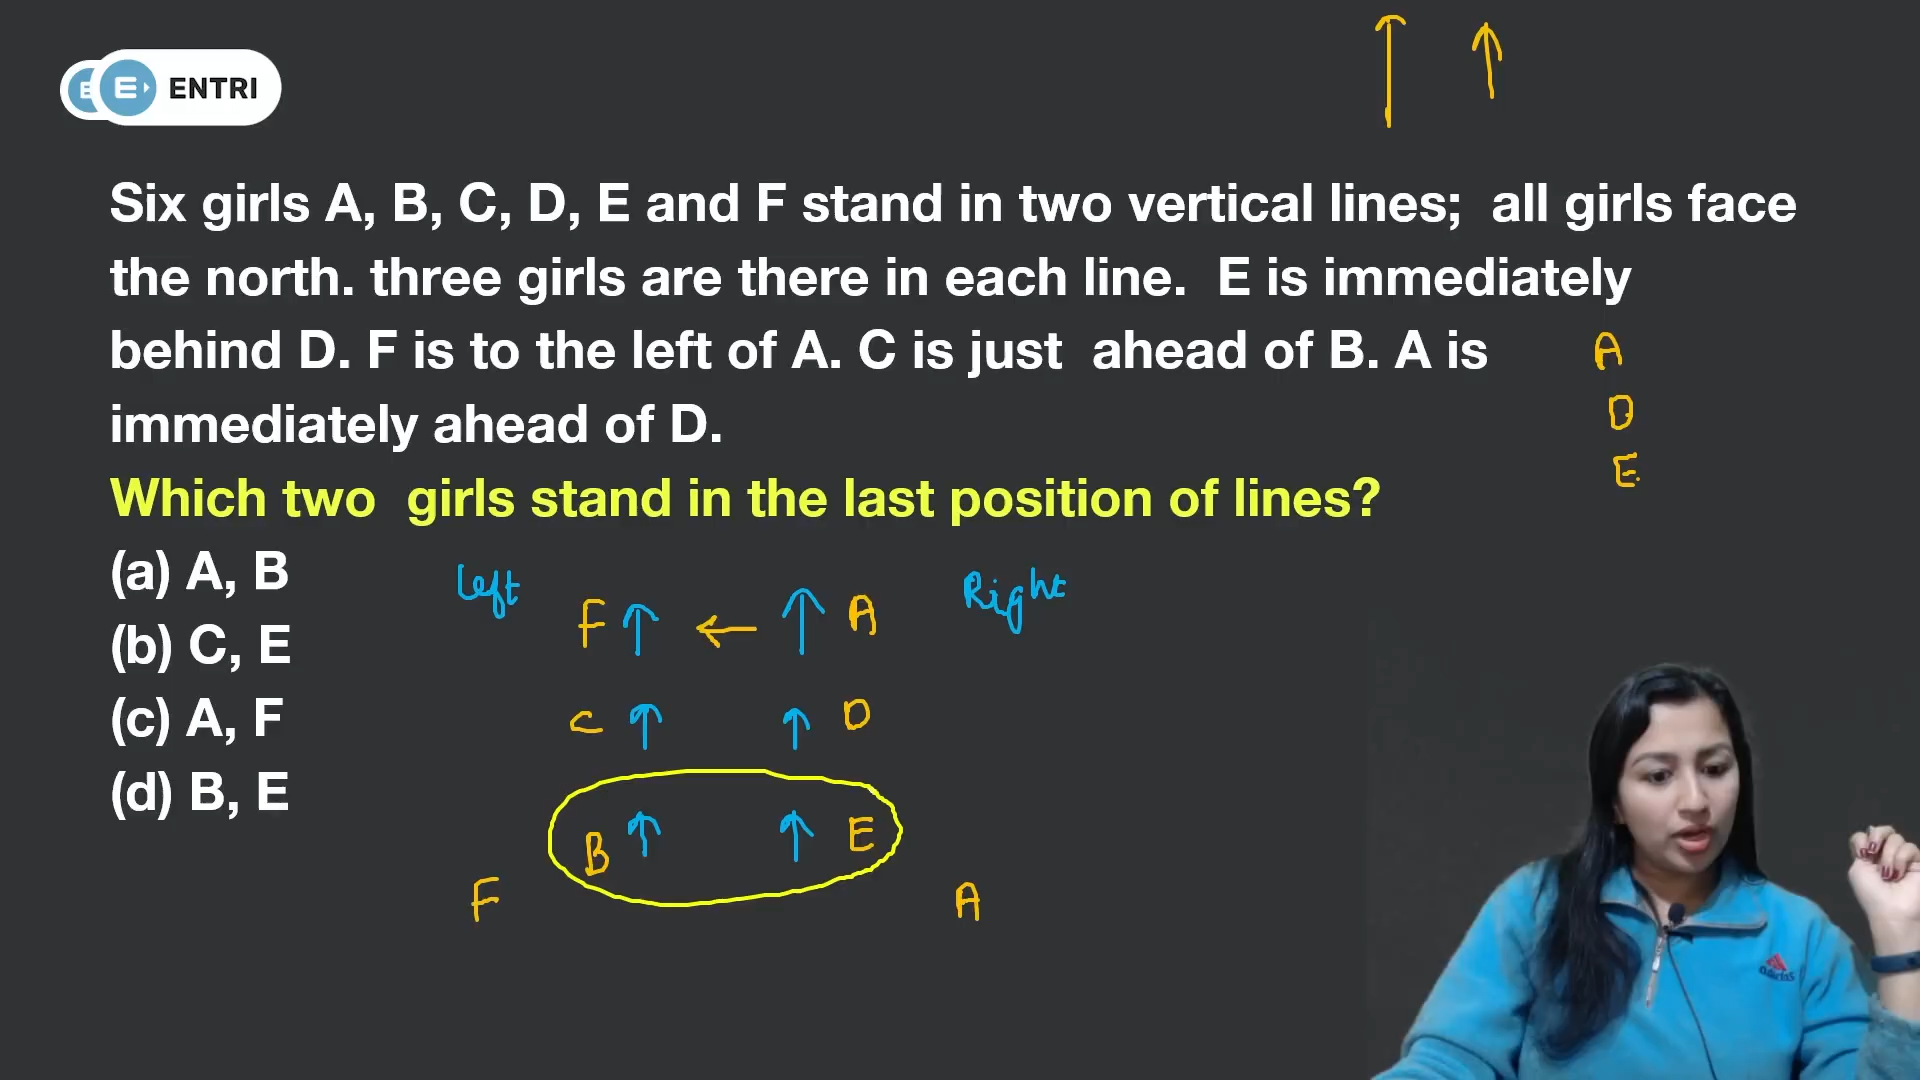 E E ENTRI
Six girls A, B, C, D, E and F stand in two vertical lines; all girls face
the north. three girls are there in each line. E is immediately
behind D. F is to the left of A. C is just ahead of B. A is
immediately ahead of D.
A
D
E
Which two girls stand in the last position of lines?
(a) A, B
(b) C, E
(c) A, F
(d) B, E
Left Right
F ↑ ← ↑ A
C ↑ ↑ D
B ↑ ↑ E
F A
adidas